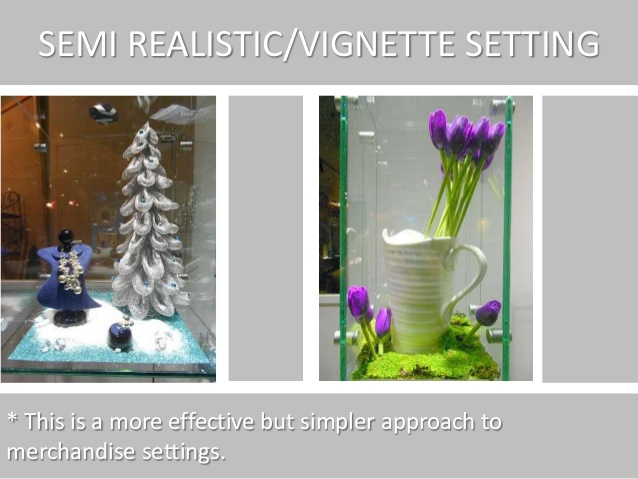 SEMI REALISTIC/VIGNETTE SETTING
* This is a more effective but simpler approach to
merchandise settings.